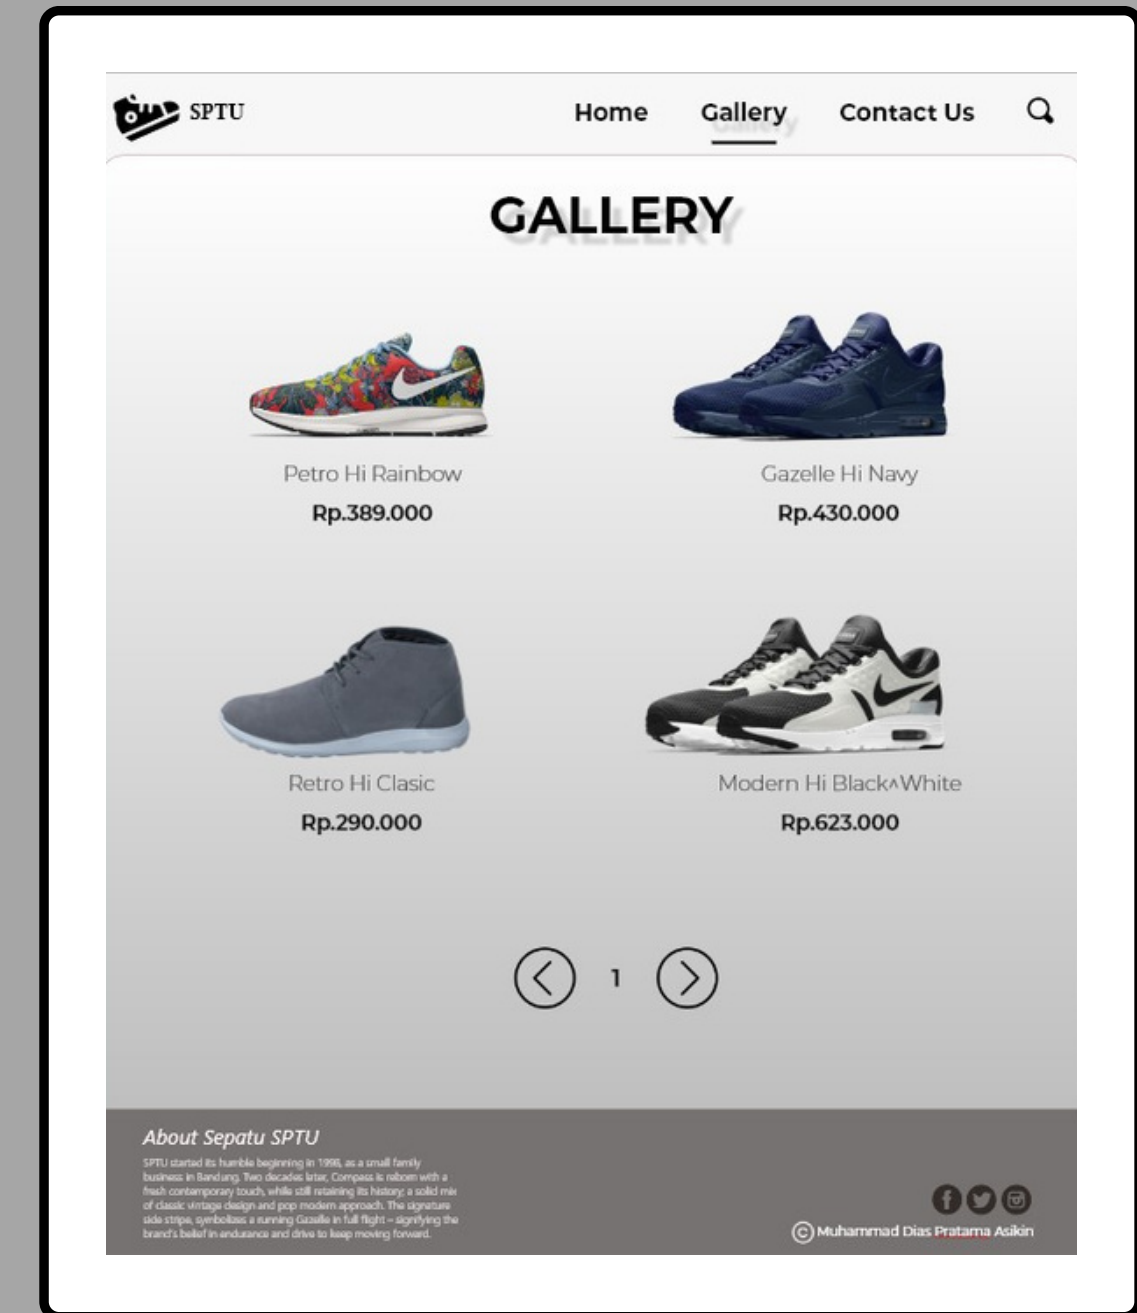 SPTU
Home
Gallery
Contact Us
GALLERY
Petro Hi Rainbow
Rp.389.000
Gazelle Hi Navy
Rp.430.000
Retro Hi Clasic
Rp.290.000
Modern Hi Black^White
Rp.623.000
1
About Sepatu SPTU
SPTU started its humble beginning in 1998, as a small family
business in Bandung. Two decades later, Compass is reborn with a
fresh contemporary touch, while still retaining its history; a solid mix
of classic vintage design and pop modern approach. The signature
side stripe, symbolizes a running Gazelle in full flight – signifying the
brand's belief in endurance and drive to keep moving forward.
© Muhammad Dias Pratama Asikin